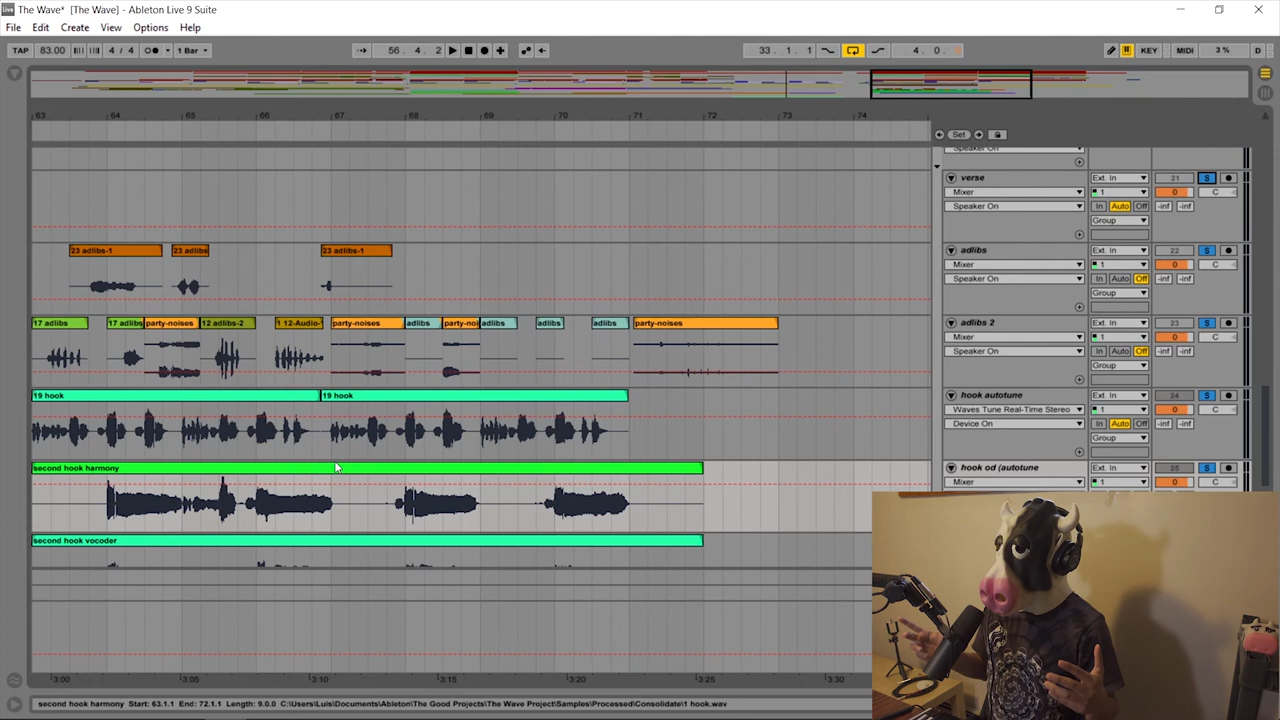 Live The Wave* [The Wave] - Ableton Live 9 Suite
File Edit Create View Options Help
TAP 83.00 4 / 4 1 Bar 56 . 4 . 2 33 . 1 . 1 4 . 0 . KEY MIDI 3 % D
63 64 65 66 67 68 69 70 71 72 73 74
Set
Speaker On
verse Ext. In 21 S
Mixer 1 0 C
Speaker On In Auto Off -inf -inf
Group
23 adlibs-1 23 adlibs 23 adlibs-1 adlibs Ext. In 22 S
Mixer 1 0 C
Speaker On In Auto Off -inf -inf
Group
17 adlibs 17 adlibs party-noises 12 adlibs-2 1 12-Audio- party-noises adlibs party-noi adlibs adlibs adlibs party-noises adlibs 2 Ext. In 23 S
Mixer 1 0 C
Speaker On In Auto Off -inf -inf
Group
19 hook 19 hook hook autotune Ext. In 24 S
Waves Tune Real-Time Stereo 1 0 C
Device On In Auto Off -inf -inf
Group
second hook harmony hook od (autotune Ext. In 25 S
Mixer 1 0 C
second hook vocoder
3:00 3:05 3:10 3:15 3:20 3:25 3:30
second hook harmony Start: 63.1.1 End: 72.1.1 Length: 9.0.0 C:\Users\Luis\Documents\Ableton\The Good Projects\The Wave Project\Samples\Processed\Consolidate\1 hook.wav